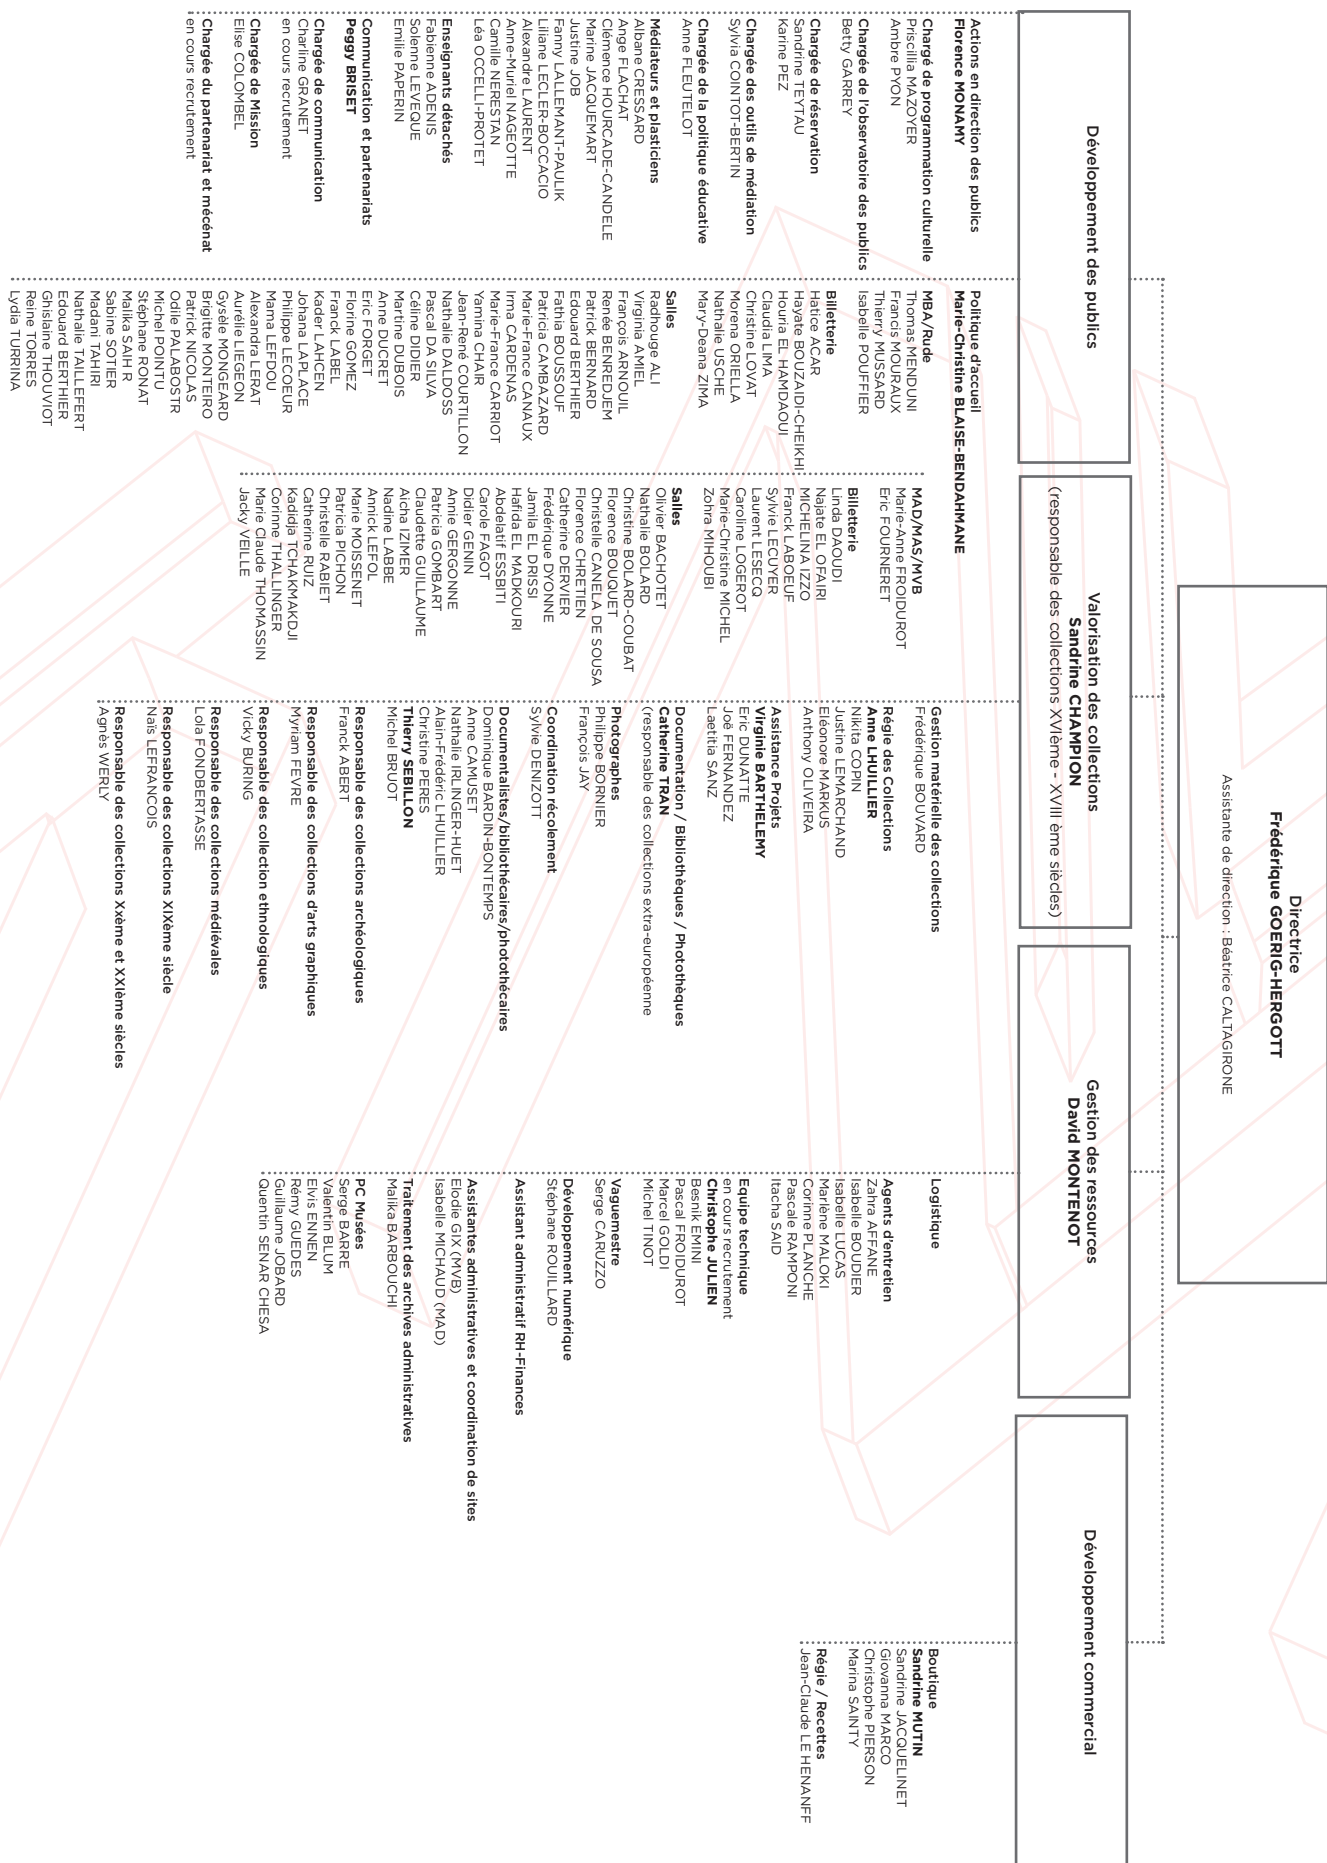 Directrice
Frédérique GOERIG-HERGOTT
Assistante de direction : Béatrice CALTAGIRONE
Développement des publics
Actions en direction des publics
Florence MONAMY
Chargé de programmation culturelle
Priscillia MAZOYER
Ambre PYON
Chargée de l'observatoire des publics
Betty GARREY
Chargée de réservation
Sandrine TEYTAU
Karine PEZ
Chargée des outils de médiation
Sylvia COINTOT-BERTIN
Chargée de la politique éducative
Anne FLEUTELOT
Médiateurs et plasticiens
Albane CRESSARD
Ange FLACHAT
Clémence HOURCADE-CANDELE
Marine JACQUEMART
Justine JOB
Fanny LALLEMANT-PAULIK
Liliane LECLER-BOCCACIO
Alexandre LAURENT
Anne-Muriel NAGEOTTE
Camille NERESTAN
Léa OCCELLI-PROTET
Enseignants détachés
Fabienne ADENIS
Solenne LEVEQUE
Emilie PAPERIN
Communication et partenariats
Peggy BRISET
Chargée de communication
Charline GRANET
en cours recrutement
Chargée de Mission
Elise COLOMBEL
Chargée du partenariat et mécénat
en cours recrutement
Politique d'accueil
Marie-Christine BLAISE-BENDAHMANE
MBA/Rude
Thomas MENDUNI
Francis MOURAUX
Thierry MUSSARD
Isabelle POUFFIER
Billetterie
Hatice ACAR
Hayate BOUZAIDI-CHEIKHI
Houria EL HAMDAOUI
Claudia LIMA
Christine LOVAT
Morena ORIELLA
Nathalie USCHE
Mary-Deana ZIMA
Salles
Radhouge ALI
Virginia AMIEL
François ARNOUIL
Renée BENREDJEM
Patrick BERNARD
Edouard BERTHIER
Fathia BOUSSOUF
Patricia CAMBAZARD
Marie-France CANAUX
Irma CARDENAS
Marie-France CARRIOT
Yamina CHAIR
Jean-René COURTILLON
Nathalie DALDOSS
Pascal DA SILVA
Céline DIDIER
Martine DUBOIS
Anne DUCRET
Eric FORGET
Florine GOMEZ
Franck LABEL
Kader LAHCEN
Johana LAPLACE
Philippe LECOEUR
Mama LEFDOU
Alexandra LERAT
Aurélie LIEGEON
Gysèle MONGEARD
Brigitte MONTEIRO
Patrick NICOLAS
Odile PALABOSTR
Michel POINTU
Stéphane RONAT
Malika SAIH R
Sabine SOTIER
Madani TAHIRI
Nathalie TAILLEFERT
Edouard BERTHIER
Ghislaine THOUVIOT
Reine TORRES
Lydia TURRINA
MAD/MAS/MVB
Marie-Anne FROIDUROT
Eric FOURNERET
Billetterie
Linda DAOUDI
Najate EL OFAIRI
MICHELINA IZZO
Franck LABOEUF
Sylvie LECUYER
Laurent LESECQ
Caroline LOGEROT
Marie-Christine MICHEL
Zohra MIHOUBI
Salles
Olivier BACHOTET
Nathalie BOLARD
Christine BOLARD-COUBAT
Florence BOUQUET
Christelle CANELA DE SOUSA
Florence CHRETIEN
Catherine DERVIER
Frédérique DYONNE
Jamila EL DRISSI
Hafida EL MADKOURI
Abdelatif ESSBITI
Carole FAGOT
Didier GENIN
Annie GERGONNE
Patricia GOMBART
Claudette GUILLAUME
Aicha IZIMER
Nadine LABBE
Annick LEFOL
Marie MOISSENET
Patricia PICHON
Christelle RABIET
Catherine RUIZ
Kadidja TCHAKMAKDJI
Corinne THALLINGER
Marie Claude THOMASSIN
Jacky VEILLE
Valorisation des collections
Sandrine CHAMPION
(responsable des collections XVIème - XVIII ème siècles)
Gestion matérielle des collections
Frédérique BOUVARD
Régie des Collections
Anne LHUILLIER
Nikita COPIN
Justine LEMARCHAND
Eléonore MARKUS
Anthony OLIVEIRA
Assistance Projets
Virginie BARTHELEMY
Eric DUNATTE
Joë FERNANDEZ
Laetitia SANZ
Documentation / Bibliothèques / Photothèques
Catherine TRAN
(responsable des collections extra-européenne
Photographes
Philippe BORNIER
François JAY
Coordination récolement
Sylvie DENIZOTT
Documentalistes/bibliothécaires/photothécaires
Dominique BARDIN-BONTEMPS
Anne CAMUSET
Nathalie IRLINGER-HUET
Alain-Frédéric LHUILLIER
Christine PERES
Thierry SEBILLON
Michel BRUOT
Responsable des collections archéologiques
Franck ABERT
Responsable des collections d'arts graphiques
Myriam FEVRE
Responsable des collection ethnologiques
Vicky BURING
Responsable des collections médiévales
Lola FONDBERTASSE
Responsable des collections XIXème siècle
Naïs LEFRANCOIS
Responsable des collections Xxème et XXIème siècles
Agnès WERLY
Gestion des ressources
David MONTENOT
Logistique
Agents d'entretien
Zahra AFFANE
Isabelle BOUDIER
Isabelle LUCAS
Marlène MALOKI
Corinne PLANCHE
Pascale RAMPONI
Itacha SAID
Equipe technique
en cours recrutement
Christophe JULIEN
Besnik EMINI
Pascal FROIDUROT
Marcel GOLDI
Michel TINOT
Vaguemestre
Serge CARUZZO
Développement numérique
Stéphane ROUILLARD
Assistant administratif RH-Finances
Assistantes administratives et coordination de sites
Elodie GIX (MVB)
Isabelle MICHAUD (MAD)
Traitement des archives administratives
Malika BARBOUCHI
PC Musées
Serge BARRE
Valentin BLUM
Elvis ENNEN
Rémy GUEDES
Guillaume JOBARD
Quentin SENAR CHESA
Développement commercial
Boutique
Sandrine MUTIN
Sandrine JACQUELINET
Giovanna MARCO
Christophe PIERSON
Marina SAINTY
Régie / Recettes
Jean-Claude LE HENANFF